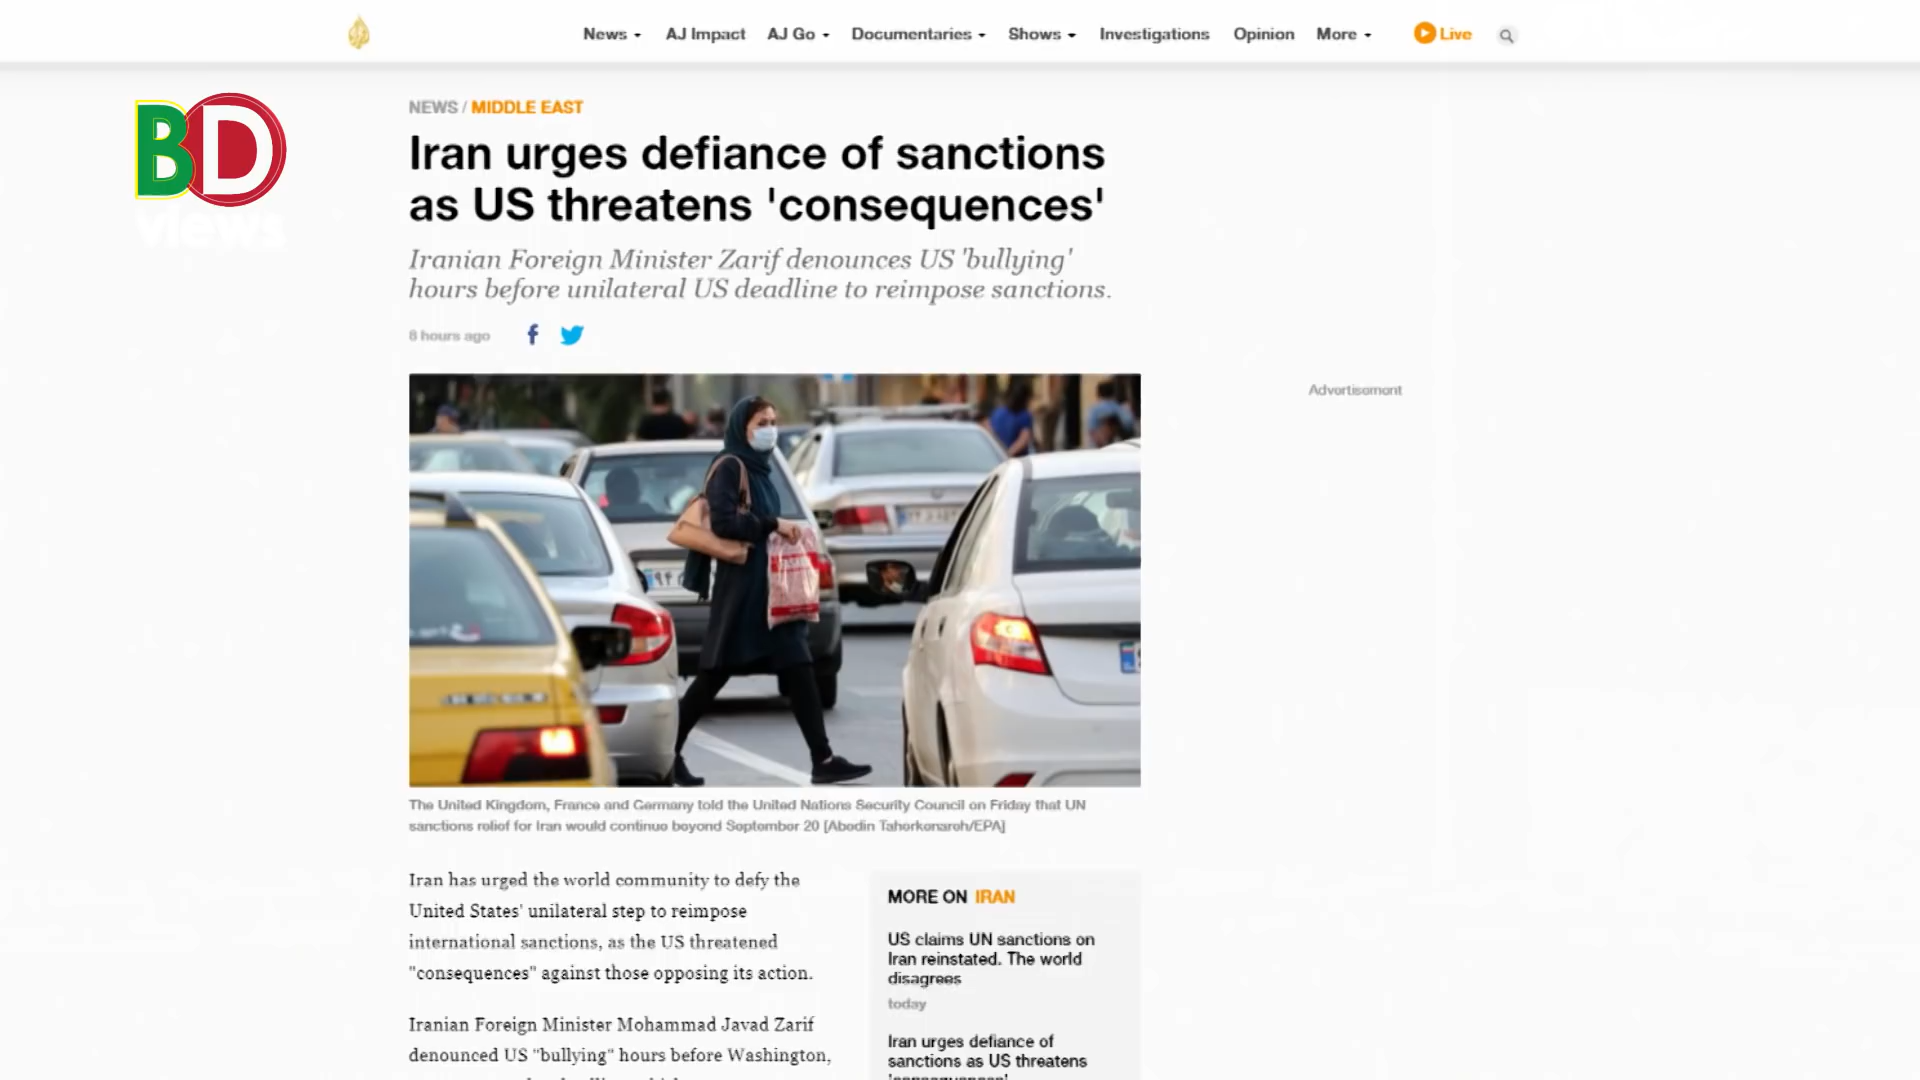 News AJ Impact AJ Go Documentaries Shows Investigations Opinion More Live
BD
views
NEWS / MIDDLE EAST
Iran urges defiance of sanctions
as US threatens 'consequences'
Iranian Foreign Minister Zarif denounces US 'bullying'
hours before unilateral US deadline to reimpose sanctions.
8 hours ago
Advertisement
The United Kingdom, France and Germany told the United Nations Security Council on Friday that UN
sanctions relief for Iran would continue beyond September 20 [Abedin Taherkenareh/EPA]
Iran has urged the world community to defy the
United States' unilateral step to reimpose
international sanctions, as the US threatened
"consequences" against those opposing its action.
Iranian Foreign Minister Mohammad Javad Zarif
denounced US "bullying" hours before Washington,
MORE ON IRAN
US claims UN sanctions on
Iran reinstated. The world
disagrees
today
Iran urges defiance of
sanctions as US threatens
'consequences'